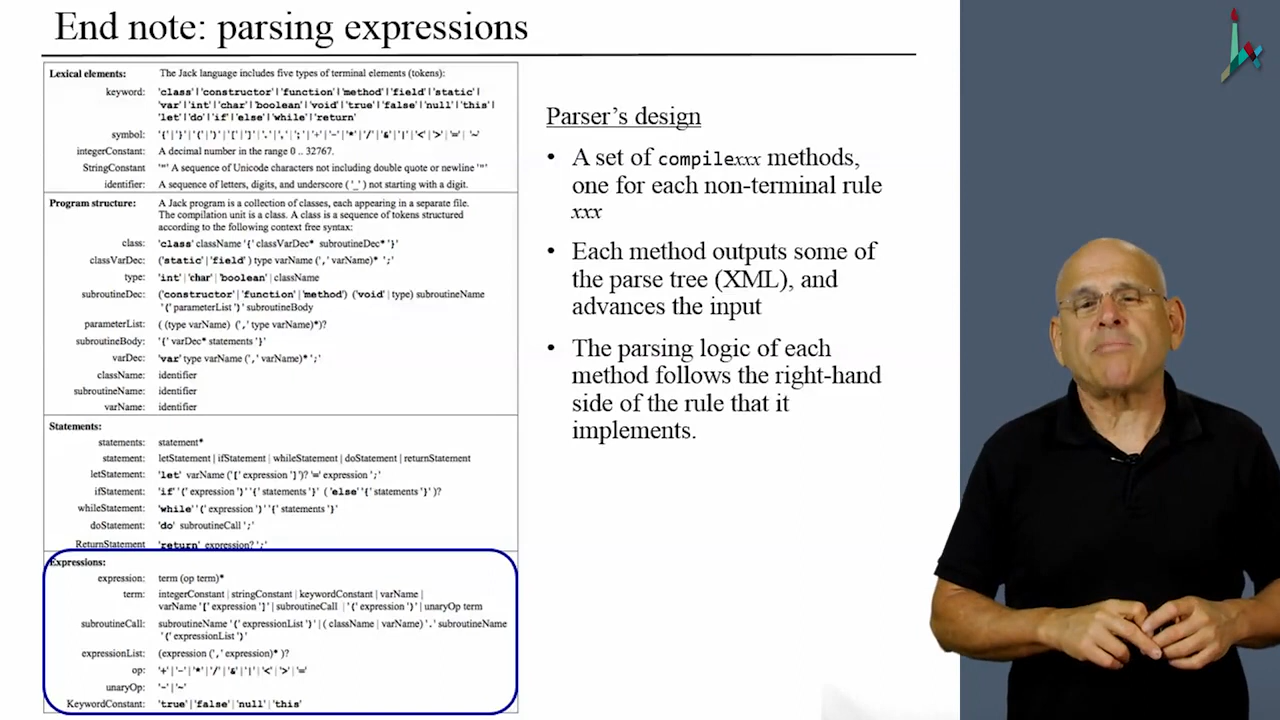 End note: parsing expressions
Lexical elements: The Jack language includes five types of terminal elements (tokens):
keyword: 'class'|'constructor'|'function'|'method'|'field'|'static'|
'var'|'int'|'char'|'boolean'|'void'|'true'|'false'|'null'|'this'|
'let'|'do'|'if'|'else'|'while'|'return'
symbol: '{'|'}'|'('|')'|'['|']'|'.'|','|';'|'+'|'-'|'*'|'/'|'&'|'|'|'<'|'>'|'='|'~'
integerConstant: A decimal number in the range 0 .. 32767.
StringConstant '"' A sequence of Unicode characters not including double quote or newline '"'
identifier: A sequence of letters, digits, and underscore ('_') not starting with a digit.
Program structure: A Jack program is a collection of classes, each appearing in a separate file.
The compilation unit is a class. A class is a sequence of tokens structured
according to the following context free syntax:
class: 'class' className '{' classVarDec* subroutineDec* '}'
classVarDec: ('static'|'field') type varName (',' varName)* ';'
type: 'int'|'char'|'boolean'|className
subroutineDec: ('constructor'|'function'|'method') ('void'|type) subroutineName
'(' parameterList ')' subroutineBody
parameterList: ( (type varName) (',' type varName)*)?
subroutineBody: '{' varDec* statements '}'
varDec: 'var' type varName (',' varName)* ';'
className: identifier
subroutineName: identifier
varName: identifier
Statements:
statements: statement*
statement: letStatement | ifStatement | whileStatement | doStatement | returnStatement
letStatement: 'let' varName ('[' expression ']')? '=' expression ';'
ifStatement: 'if' '(' expression ')' '{' statements '}' ('else' '{' statements '}')?
whileStatement: 'while' '(' expression ')' '{' statements '}'
doStatement: 'do' subroutineCall ';'
ReturnStatement 'return' expression? ';'
Expressions:
expression: term (op term)*
term: integerConstant | stringConstant | keywordConstant | varName |
varName '[' expression ']' | subroutineCall | '(' expression ')' | unaryOp term
subroutineCall: subroutineName '(' expressionList ')' | ( className | varName) '.' subroutineName
'(' expressionList ')'
expressionList: (expression (',' expression)* )?
op: '+'|'-'|'*'|'/'|'&'|'|'|'<'|'>'|'='
unaryOp: '-'|'~'
KeywordConstant: 'true'|'false'|'null'|'this'
Parser's design
• A set of compilexxx methods,
one for each non-terminal rule
xxx
• Each method outputs some of
the parse tree (XML), and
advances the input
• The parsing logic of each
method follows the right-hand
side of the rule that it
implements.